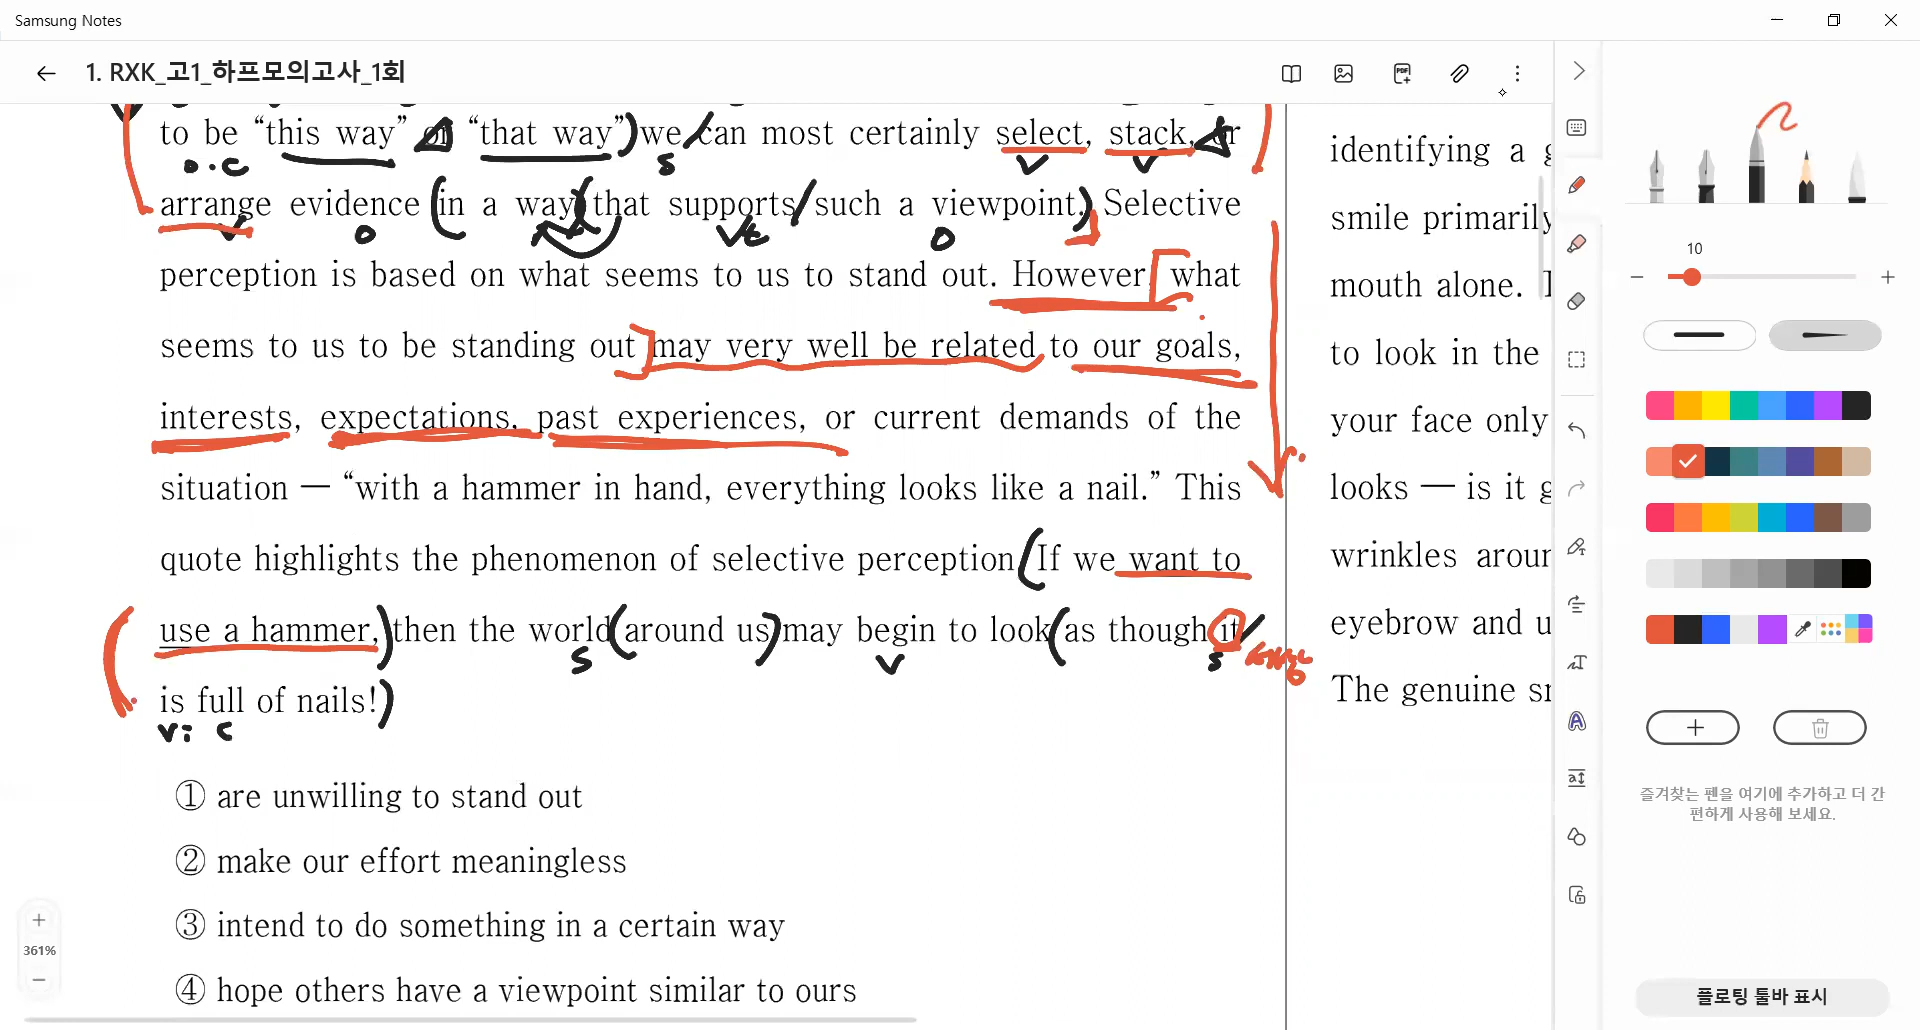 Samsung Notes
1. RXK_고1_하프모의고사_1회
to be “this way” or “that way” we can most certainly select, stack, or
o.c s v v
arrange evidence in a way that supports such a viewpoint. Selective
v o vt o
perception is based on what seems to us to stand out. However, what
seems to us to be standing out may very well be related to our goals,
interests, expectations, past experiences, or current demands of the
situation — “with a hammer in hand, everything looks like a nail.” This
quote highlights the phenomenon of selective perception If we want to
use a hammer, then the world around us may begin to look as though it
s v s
is full of nails!
vi c
① are unwilling to stand out
② make our effort meaningless
③ intend to do something in a certain way
④ hope others have a viewpoint similar to ours
identifying a
smile primarily
mouth alone.
to look in the
your face only
looks — is it
wrinkles
eyebrow and
The genuine
PDF
10
즐겨찾는 펜을 여기에 추가하고 더 간
편하게 사용해 보세요.
플로팅 툴바 표시
361%